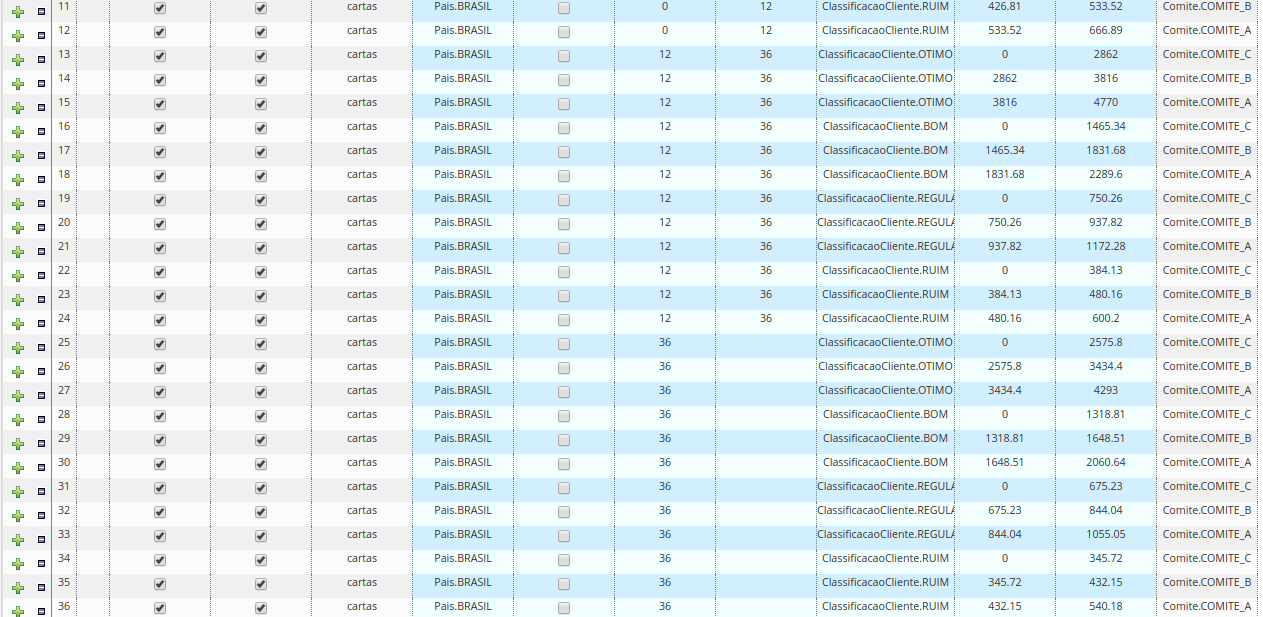 11 cartas Pais.BRASIL 0 12 ClassificacaoCliente.RUIM 426.81 533.52 Comite.COMITE_B
12 cartas Pais.BRASIL 0 12 ClassificacaoCliente.RUIM 533.52 666.89 Comite.COMITE_A
13 cartas Pais.BRASIL 12 36 ClassificacaoCliente.OTIMO 0 2862 Comite.COMITE_C
14 cartas Pais.BRASIL 12 36 ClassificacaoCliente.OTIMO 2862 3816 Comite.COMITE_B
15 cartas Pais.BRASIL 12 36 ClassificacaoCliente.OTIMO 3816 4770 Comite.COMITE_A
16 cartas Pais.BRASIL 12 36 ClassificacaoCliente.BOM 0 1465.34 Comite.COMITE_C
17 cartas Pais.BRASIL 12 36 ClassificacaoCliente.BOM 1465.34 1831.68 Comite.COMITE_B
18 cartas Pais.BRASIL 12 36 ClassificacaoCliente.BOM 1831.68 2289.6 Comite.COMITE_A
19 cartas Pais.BRASIL 12 36 ClassificacaoCliente.REGULA 0 750.26 Comite.COMITE_C
20 cartas Pais.BRASIL 12 36 ClassificacaoCliente.REGULA 750.26 937.82 Comite.COMITE_B
21 cartas Pais.BRASIL 12 36 ClassificacaoCliente.REGULA 937.82 1172.28 Comite.COMITE_A
22 cartas Pais.BRASIL 12 36 ClassificacaoCliente.RUIM 0 384.13 Comite.COMITE_C
23 cartas Pais.BRASIL 12 36 ClassificacaoCliente.RUIM 384.13 480.16 Comite.COMITE_B
24 cartas Pais.BRASIL 12 36 ClassificacaoCliente.RUIM 480.16 600.2 Comite.COMITE_A
25 cartas Pais.BRASIL 36 ClassificacaoCliente.OTIMO 0 2575.8 Comite.COMITE_C
26 cartas Pais.BRASIL 36 ClassificacaoCliente.OTIMO 2575.8 3434.4 Comite.COMITE_B
27 cartas Pais.BRASIL 36 ClassificacaoCliente.OTIMO 3434.4 4293 Comite.COMITE_A
28 cartas Pais.BRASIL 36 ClassificacaoCliente.BOM 0 1318.81 Comite.COMITE_C
29 cartas Pais.BRASIL 36 ClassificacaoCliente.BOM 1318.81 1648.51 Comite.COMITE_B
30 cartas Pais.BRASIL 36 ClassificacaoCliente.BOM 1648.51 2060.64 Comite.COMITE_A
31 cartas Pais.BRASIL 36 ClassificacaoCliente.REGULA 0 675.23 Comite.COMITE_C
32 cartas Pais.BRASIL 36 ClassificacaoCliente.REGULA 675.23 844.04 Comite.COMITE_B
33 cartas Pais.BRASIL 36 ClassificacaoCliente.REGULA 844.04 1055.05 Comite.COMITE_A
34 cartas Pais.BRASIL 36 ClassificacaoCliente.RUIM 0 345.72 Comite.COMITE_C
35 cartas Pais.BRASIL 36 ClassificacaoCliente.RUIM 345.72 432.15 Comite.COMITE_B
36 cartas Pais.BRASIL 36 ClassificacaoCliente.RUIM 432.15 540.18 Comite.COMITE_A